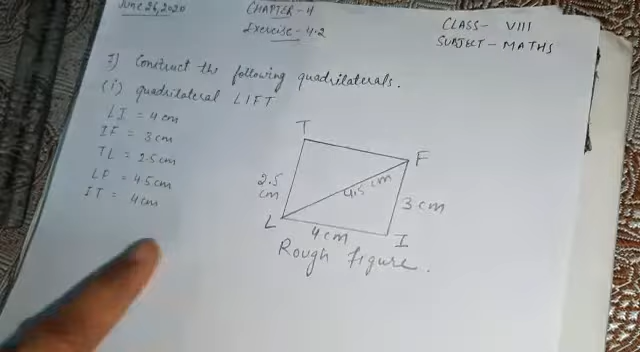 June 26, 2020
CHAPTER - 4
Exercise - 4.2
CLASS - VIII
SUBJECT - MATHS
1) Construct the following quadrilaterals.
(i) quadrilateral LIFT
LI = 4 cm
IF = 3 cm
TL = 2.5 cm
LF = 4.5 cm
IT = 4 cm
T
F
2.5
cm
4.5 cm
3 cm
L
4 cm
I
Rough figure.